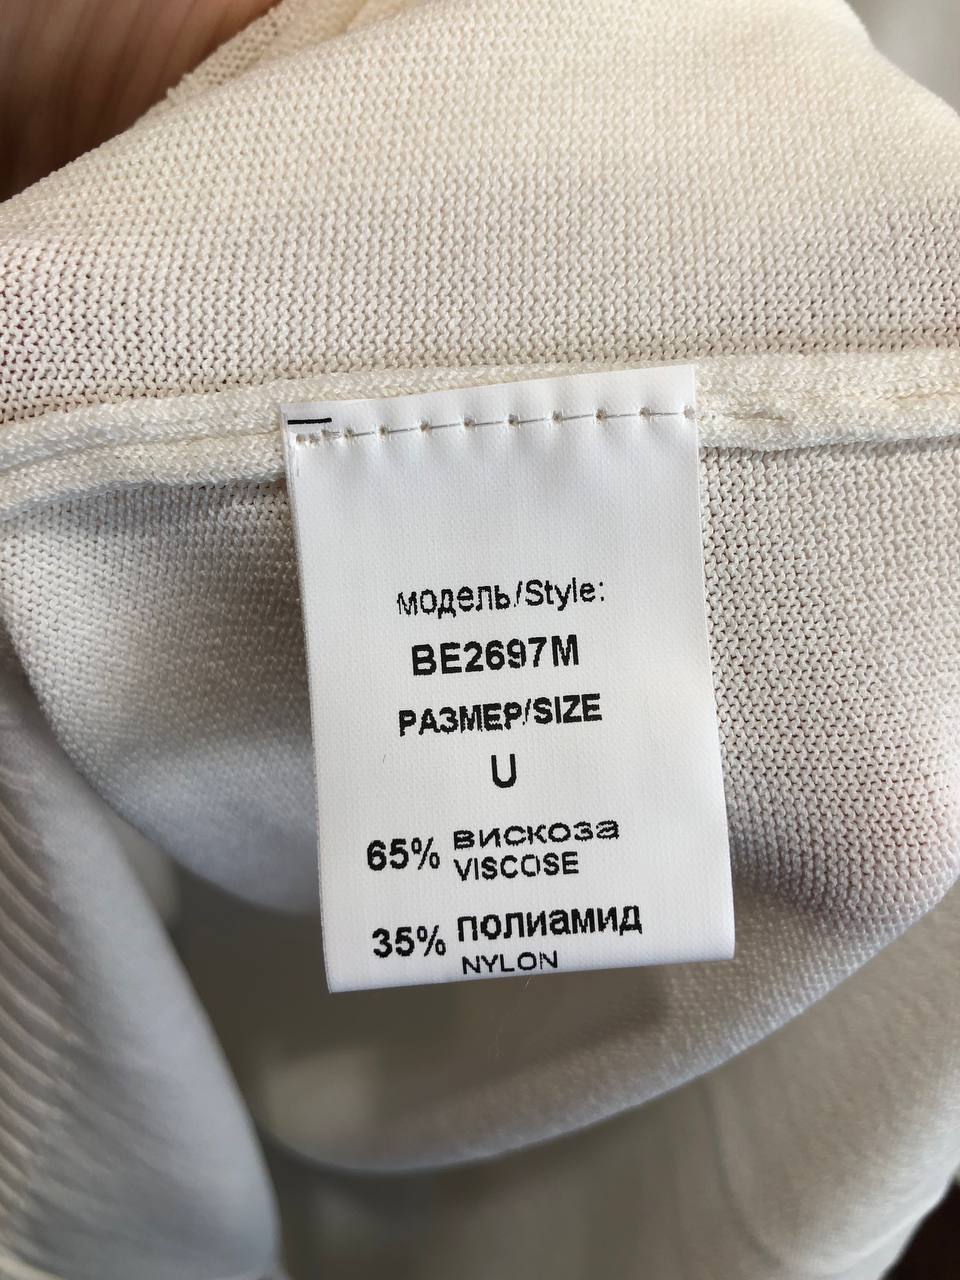 модель/Style:
BE2697M
РАЗМЕР/SIZE
U
65% вискоза
VISCOSE
35% полиамид
NYLON